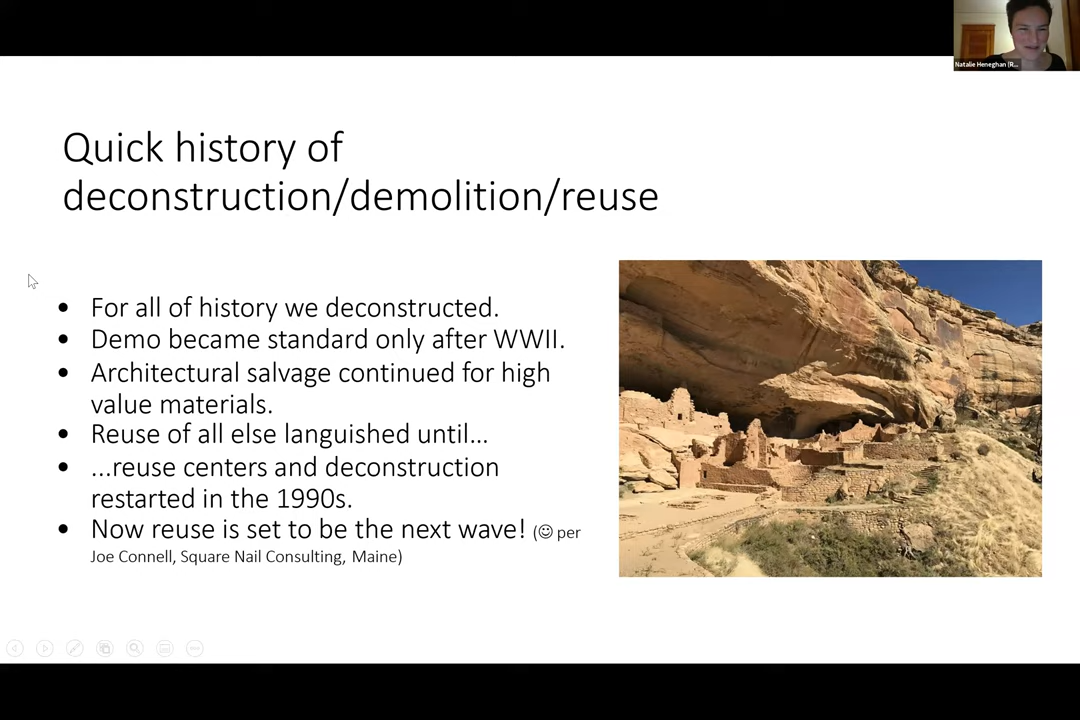 Natalie Heneghan (R...
Quick history of
deconstruction/demolition/reuse
• For all of history we deconstructed.
• Demo became standard only after WWII.
• Architectural salvage continued for high
value materials.
• Reuse of all else languished until...
• ...reuse centers and deconstruction
restarted in the 1990s.
• Now reuse is set to be the next wave! (☺ per
Joe Connell, Square Nail Consulting, Maine)